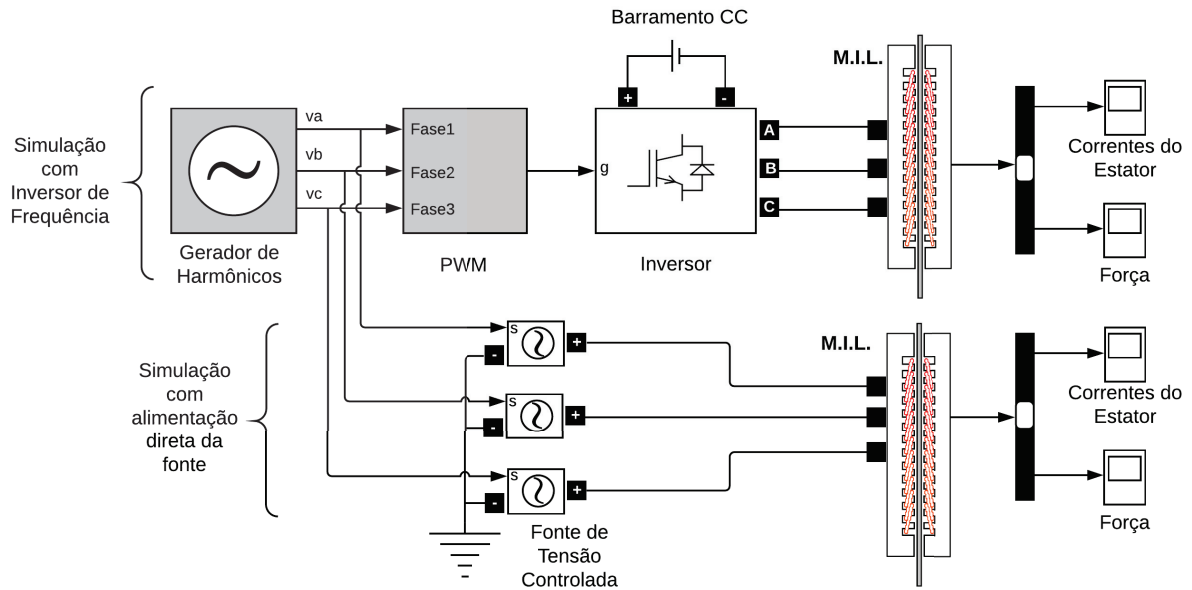 Barramento CC
M.I.L.
+
-
Simulação
com
Inversor de
Frequência
va
vb
vc
Fase1
Fase2
Fase3
g
A
B
C
Gerador de
Harmônicos
PWM
Inversor
Correntes do
Estator
Força
Simulação
com
alimentação
direta da
fonte
s
-
+
s
-
+
s
-
+
Fonte de
Tensão
Controlada
M.I.L.
Correntes do
Estator
Força